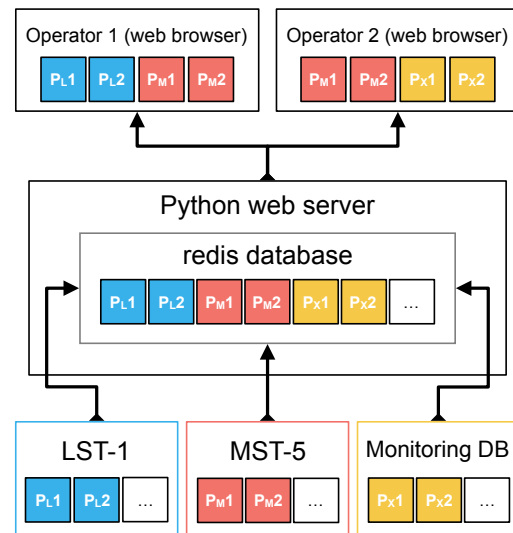 Operator 1 (web browser)
PL1 PL2 PM1 PM2
Operator 2 (web browser)
PM1 PM2 PX1 PX2
Python web server
redis database
PL1 PL2 PM1 PM2 PX1 PX2 ...
LST-1
PL1 PL2 ...
MST-5
PM1 PM2 ...
Monitoring DB
PX1 PX2 ...